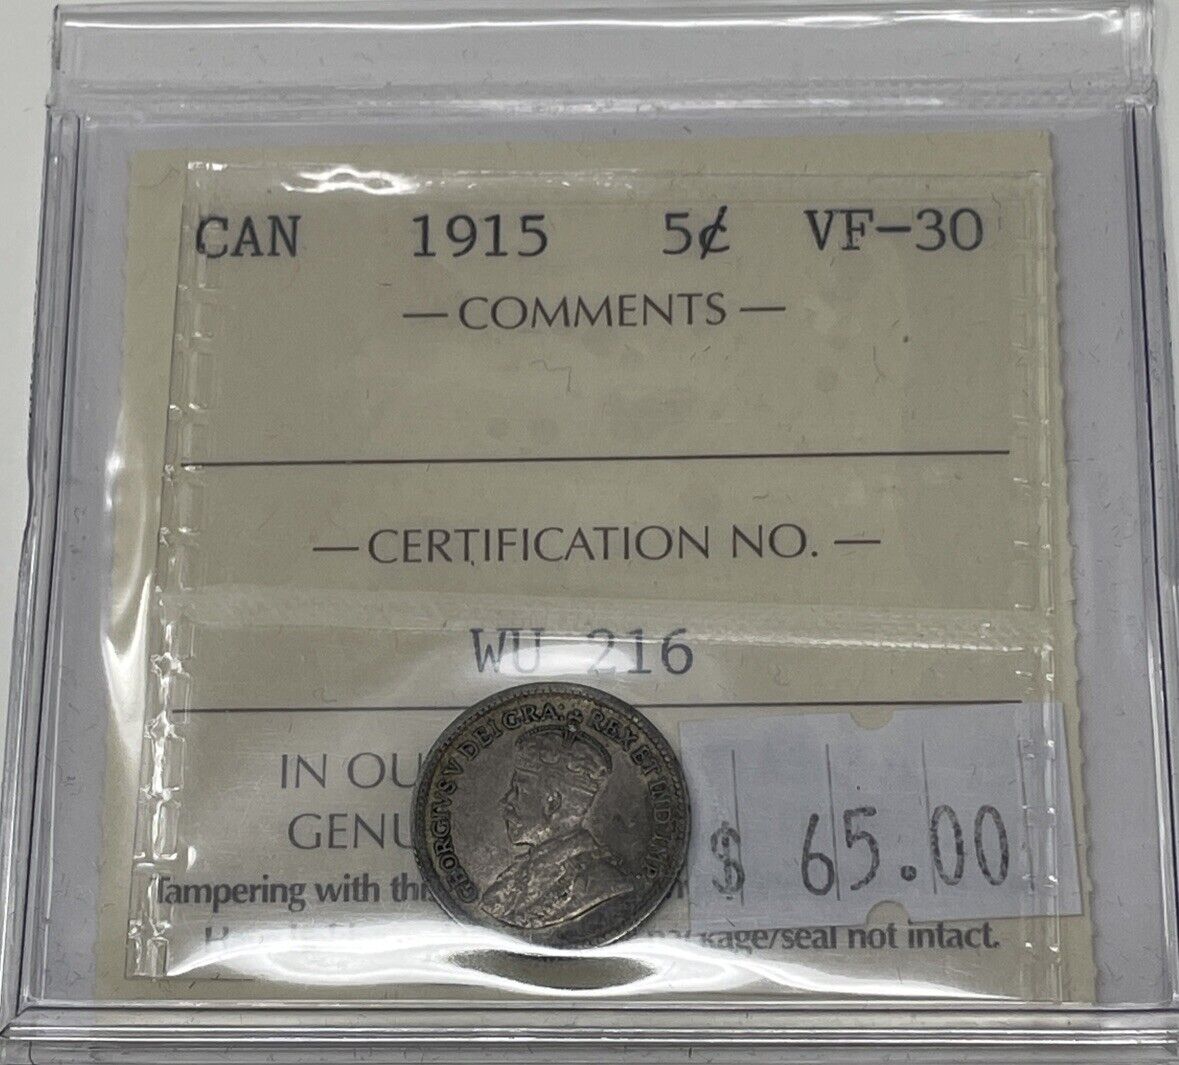 CAN 1915 5¢ VF-30
— COMMENTS —
— CERTIFICATION NO. —
WU 216
GEORGIVS V DEI GRA: REX ET IND: IMP:
IN OU
GENU
$ 65.00
Tampering with thi
package/seal not intact.